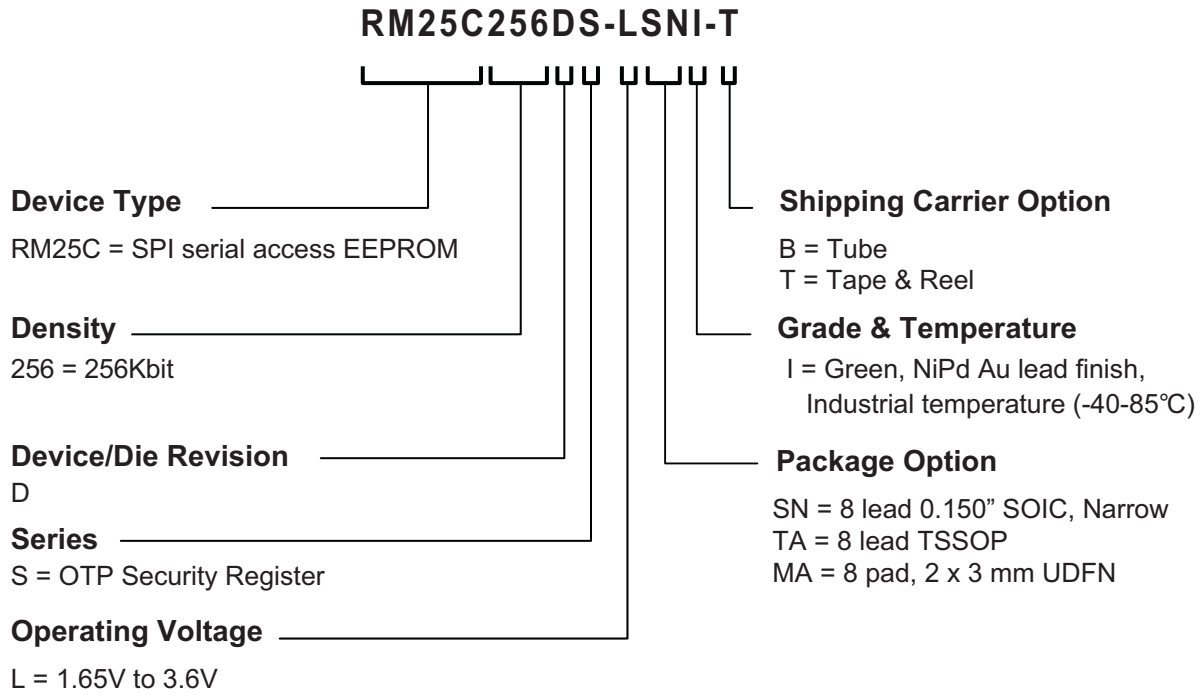 RM25C256DS-LSNI-T
Device Type
RM25C = SPI serial access EEPROM
Density
256 = 256Kbit
Device/Die Revision
D
Series
S = OTP Security Register
Operating Voltage
L = 1.65V to 3.6V
Shipping Carrier Option
B = Tube
T = Tape & Reel
Grade & Temperature
I = Green, NiPd Au lead finish,
Industrial temperature (-40-85℃)
Package Option
SN = 8 lead 0.150” SOIC, Narrow
TA = 8 lead TSSOP
MA = 8 pad, 2 x 3 mm UDFN